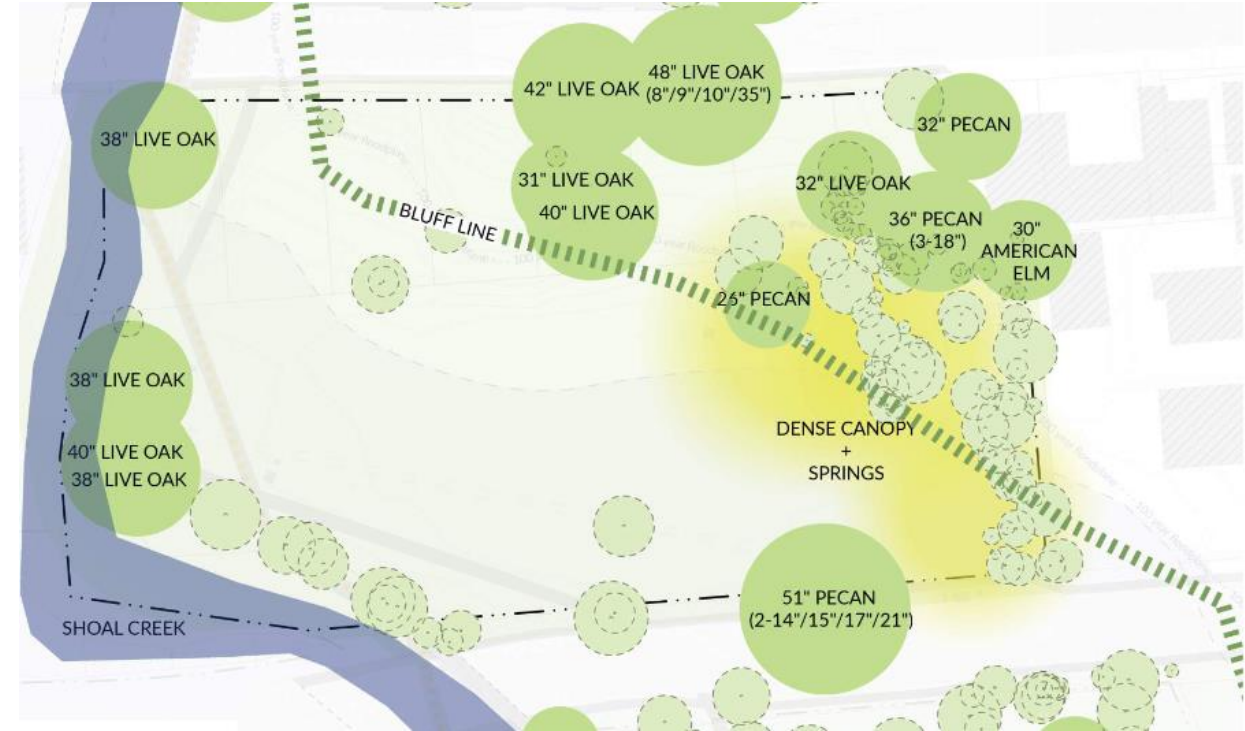 48" LIVE OAK
42" LIVE OAK
(8"/9"/10"/35")
32" PECAN
38" LIVE OAK
31" LIVE OAK
32" LIVE OAK
40" LIVE OAK
36" PECAN
(3-18")
30"
AMERICAN
ELM
BLUFF LINE
26" PECAN
38" LIVE OAK
DENSE CANOPY
+
SPRINGS
40" LIVE OAK
38" LIVE OAK
51" PECAN
(2-14"/15"/17"/21")
SHOAL CREEK